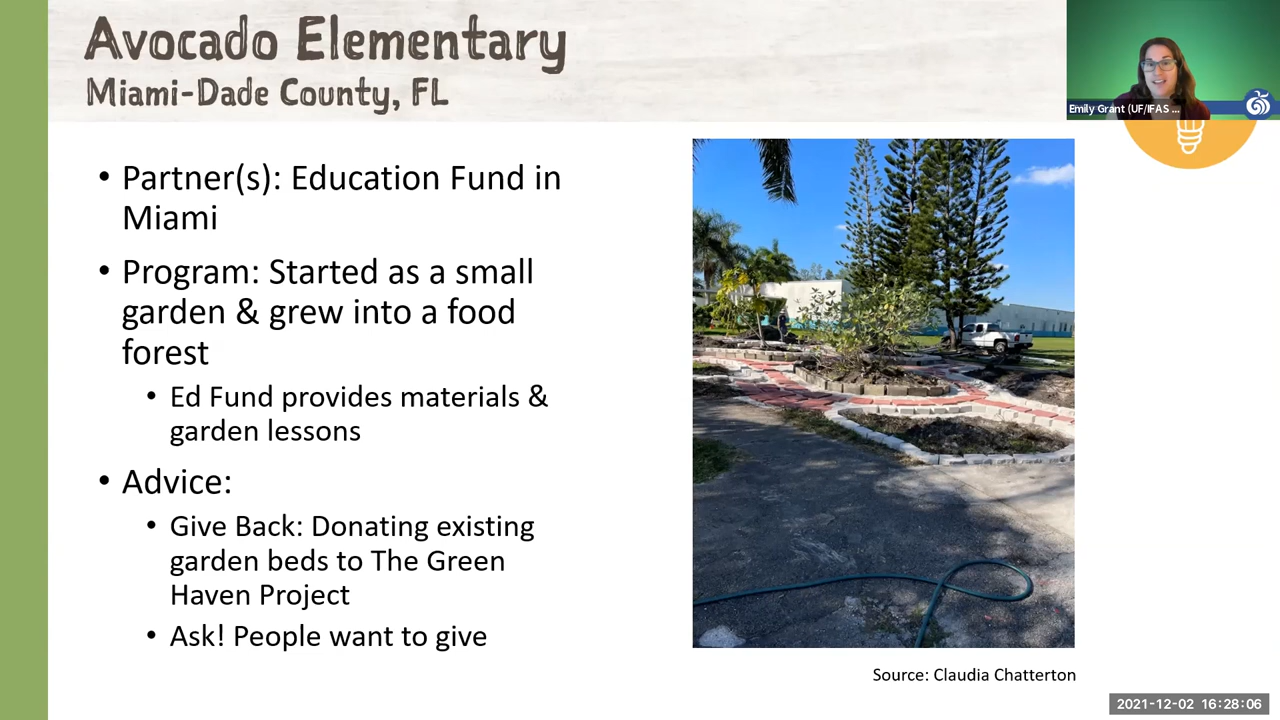 Avocado Elementary
Miami-Dade County, FL
Emily Grant (UF/IFAS ...
• Partner(s): Education Fund in
Miami
• Program: Started as a small
garden & grew into a food
forest
• Ed Fund provides materials &
garden lessons
• Advice:
• Give Back: Donating existing
garden beds to The Green
Haven Project
• Ask! People want to give
Source: Claudia Chatterton
2021-12-02 16:28:06